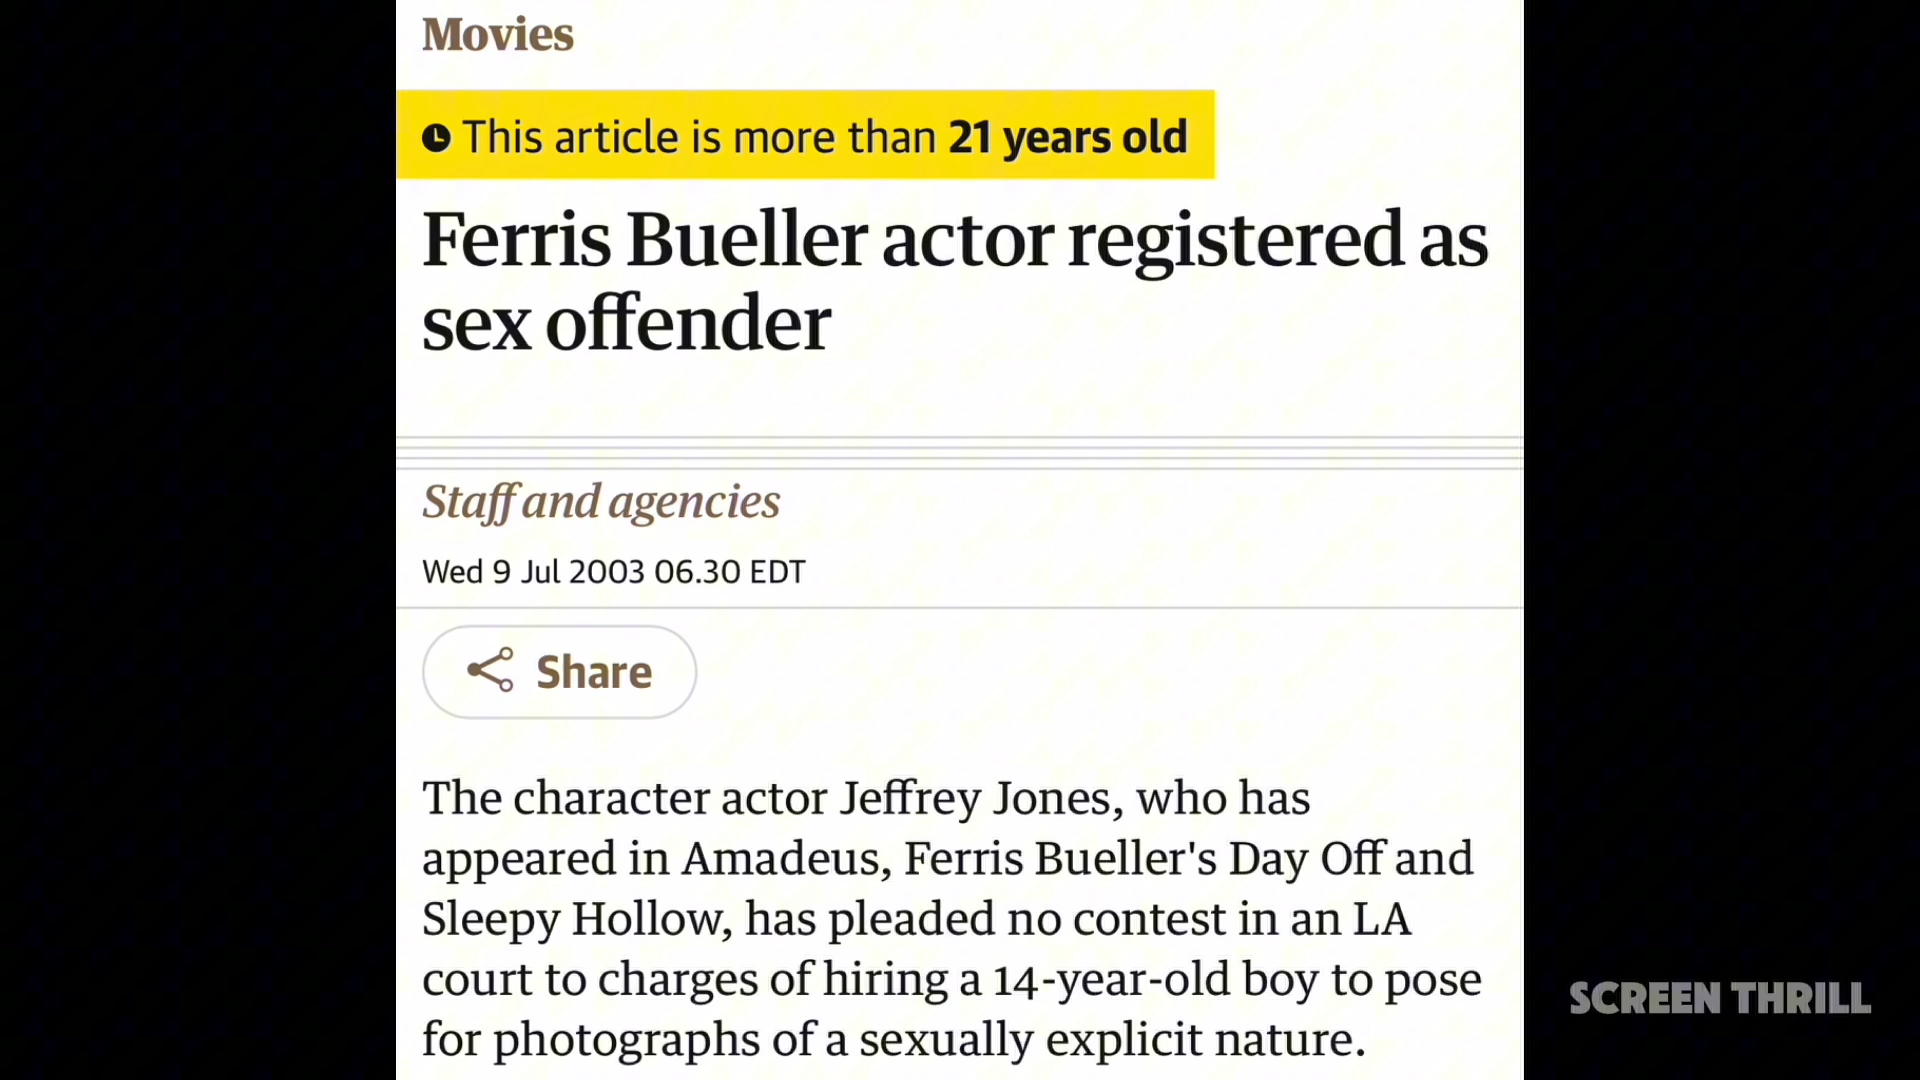 Movies
This article is more than 21 years old
Ferris Bueller actor registered as
sex offender
Staff and agencies
Wed 9 Jul 2003 06.30 EDT
Share
The character actor Jeffrey Jones, who has
appeared in Amadeus, Ferris Bueller's Day Off and
Sleepy Hollow, has pleaded no contest in an LA
court to charges of hiring a 14-year-old boy to pose
for photographs of a sexually explicit nature.
SCREEN THRILL